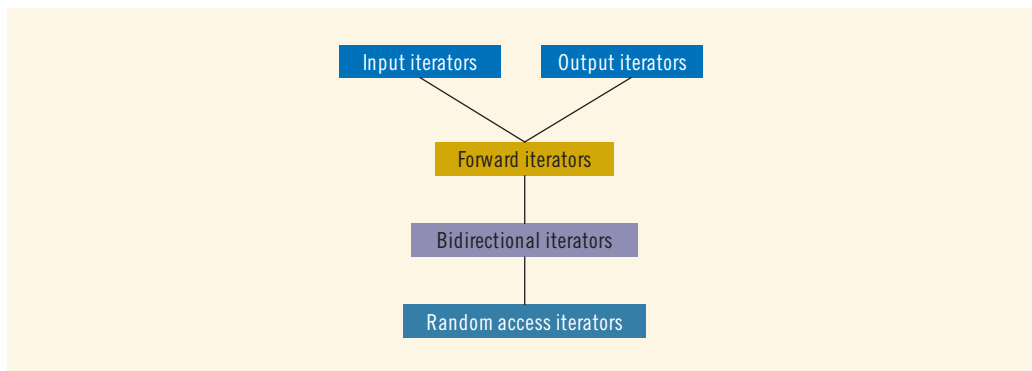 Input iterators
Output iterators
Forward iterators
Bidirectional iterators
Random access iterators